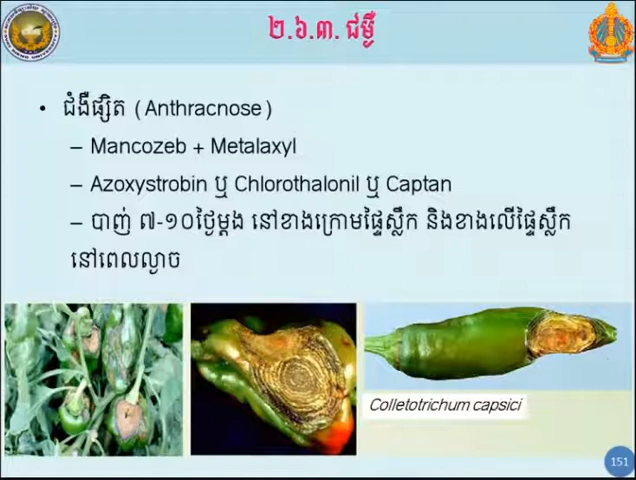 ២.៦.៣. ជម្ងឺ
• ជំងឺផ្សិត (Anthracnose)
– Mancozeb + Metalaxyl
– Azoxystrobin ឬ Chlorothalonil ឬ Captan
– បាញ់ ៧-១០ថ្ងៃម្ដង នៅខាងក្រោមផ្ទៃស្លឹក និងខាងលើផ្ទៃស្លឹក
នៅពេលល្ងាច
Colletotrichum capsici
151